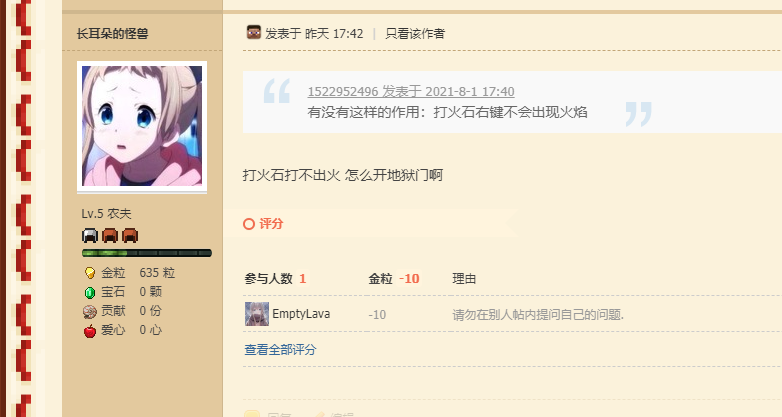 长耳朵的怪兽
发表于 昨天 17:42 | 只看该作者
1522952496 发表于 2021-8-1 17:40
有没有这样的作用：打火石右键不会出现火焰
打火石打不出火 怎么开地狱门啊
Lv.5 农夫
金粒 635 粒
宝石 0 颗
贡献 0 份
爱心 0 心
评分
参与人数 1 金粒 -10 理由
EmptyLava -10 请勿在别人帖内提问自己的问题.
查看全部评分